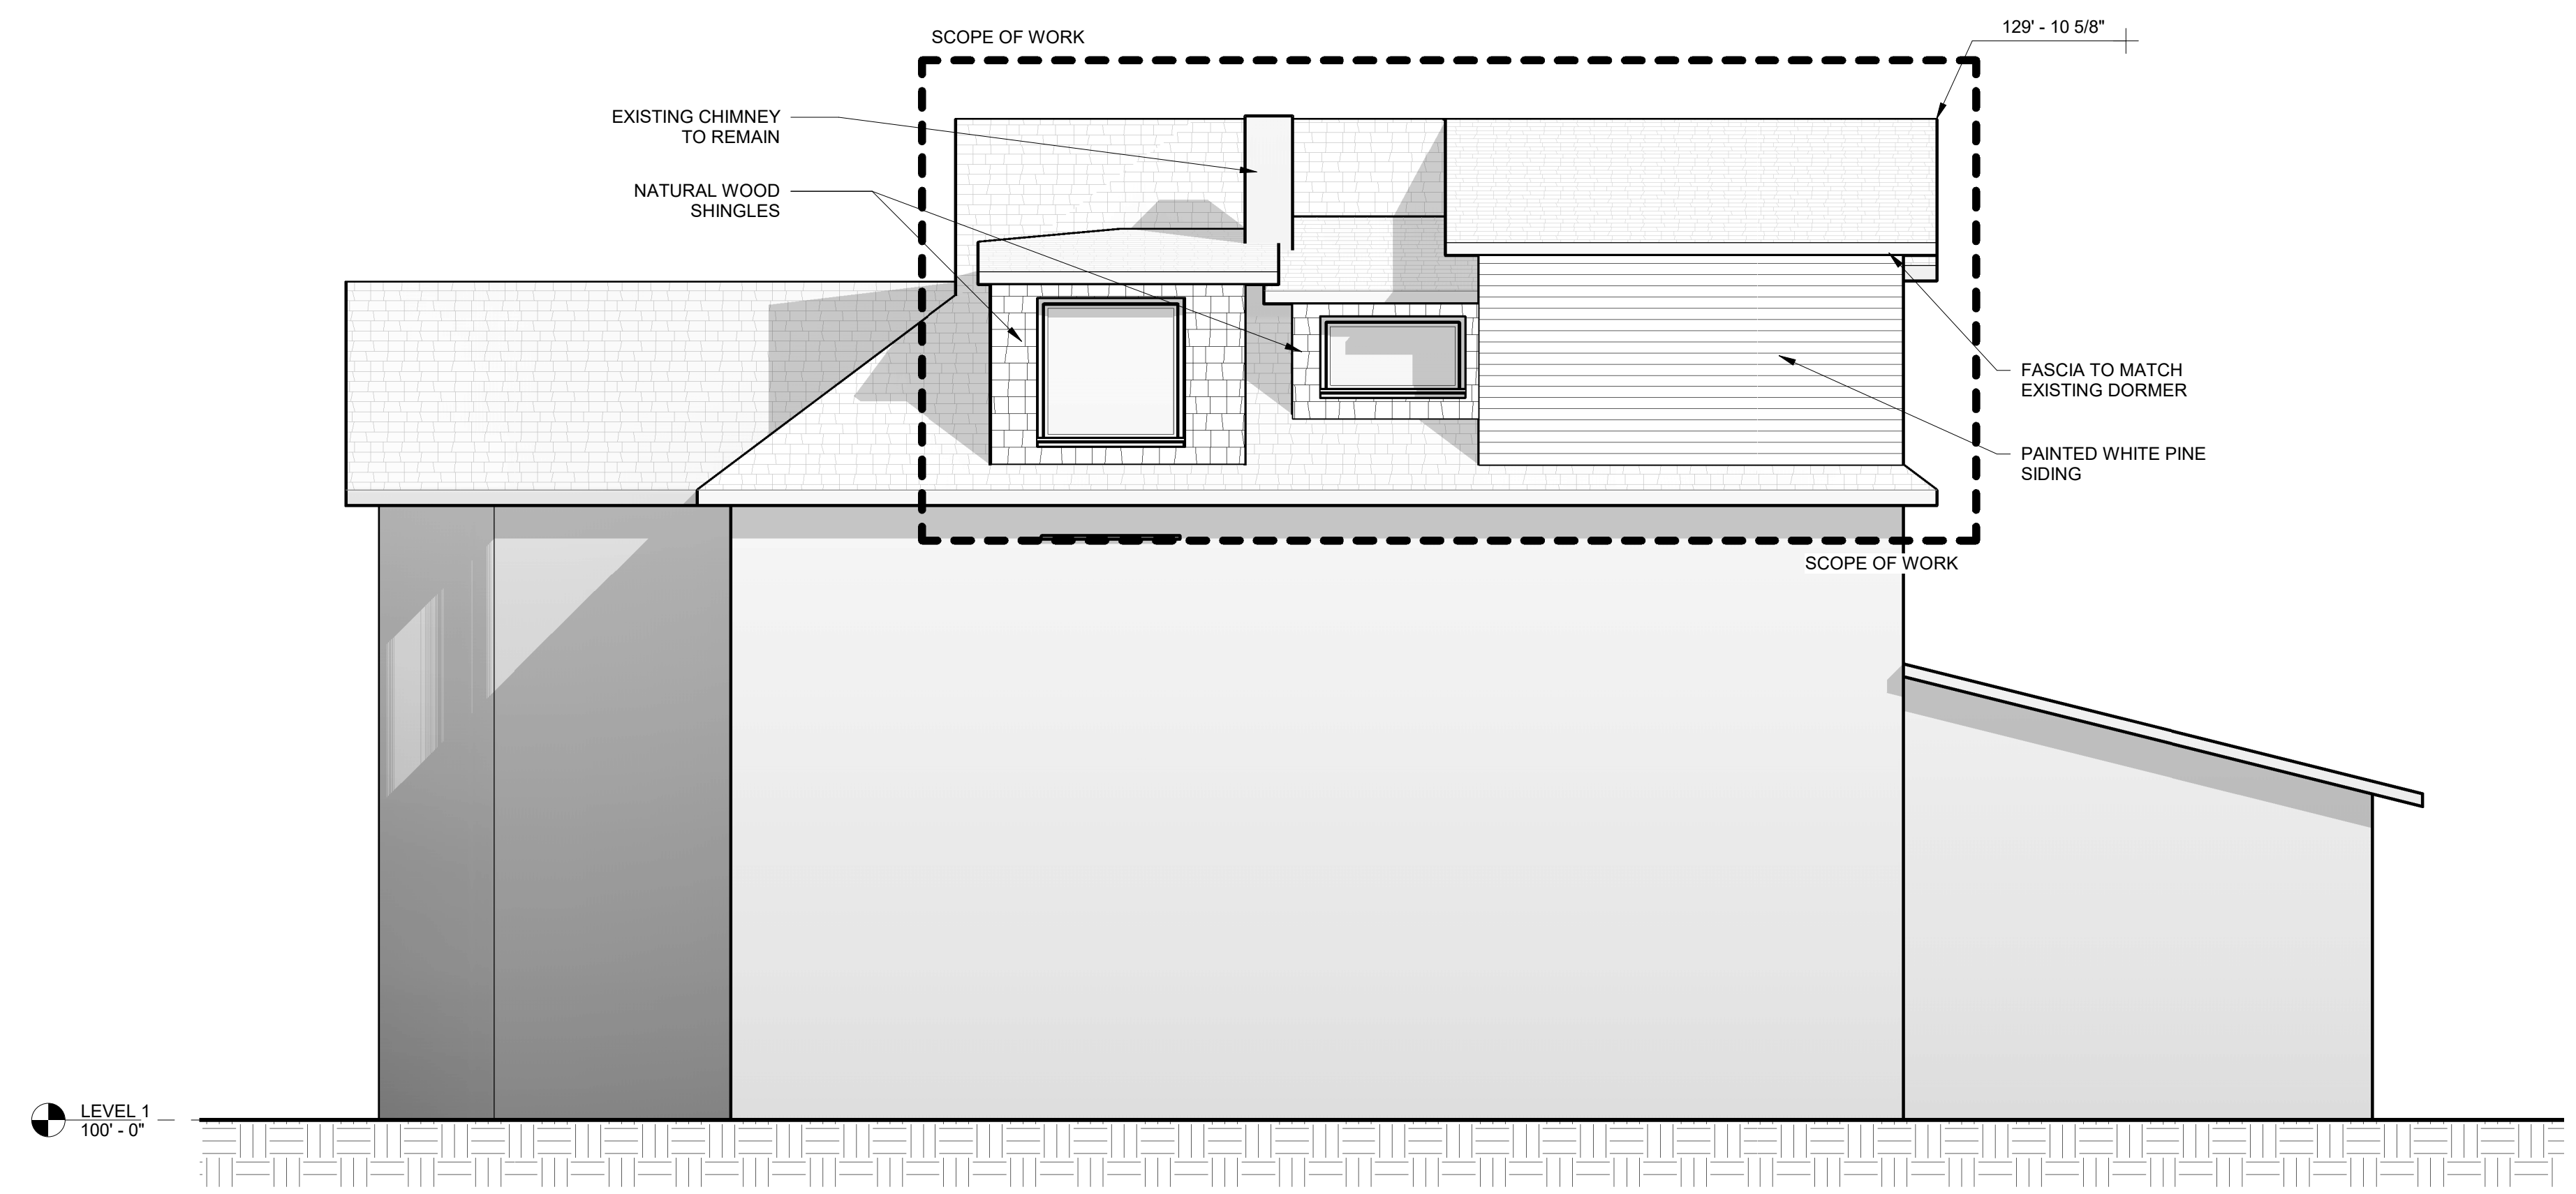 SCOPE OF WORK
129' - 10 5/8"
EXISTING CHIMNEY
TO REMAIN
NATURAL WOOD
SHINGLES
FASCIA TO MATCH
EXISTING DORMER
PAINTED WHITE PINE
SIDING
SCOPE OF WORK
LEVEL 1
100' - 0"